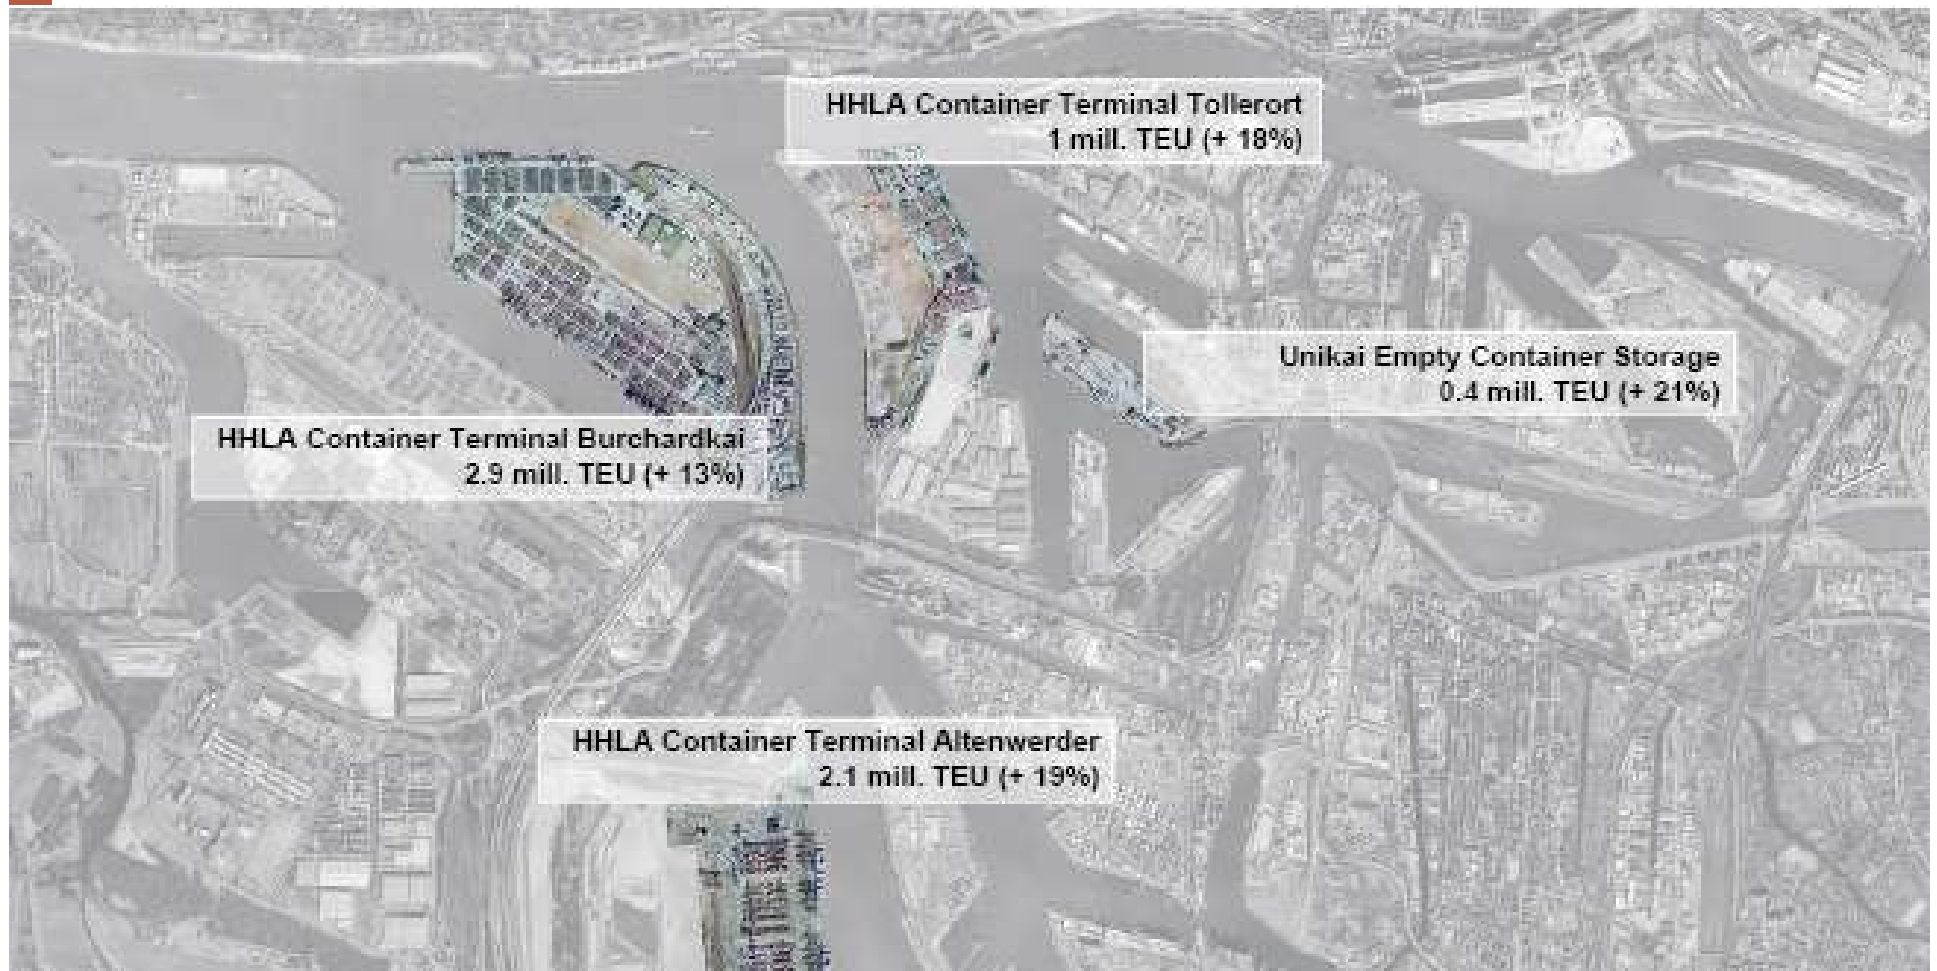 HHLA Container Terminal Tollerort
1 mill. TEU (+ 18%)
Unikai Empty Container Storage
0.4 mill. TEU (+ 21%)
HHLA Container Terminal Burchardkai
2.9 mill. TEU (+ 13%)
HHLA Container Terminal Altenwerder
2.1 mill. TEU (+ 19%)